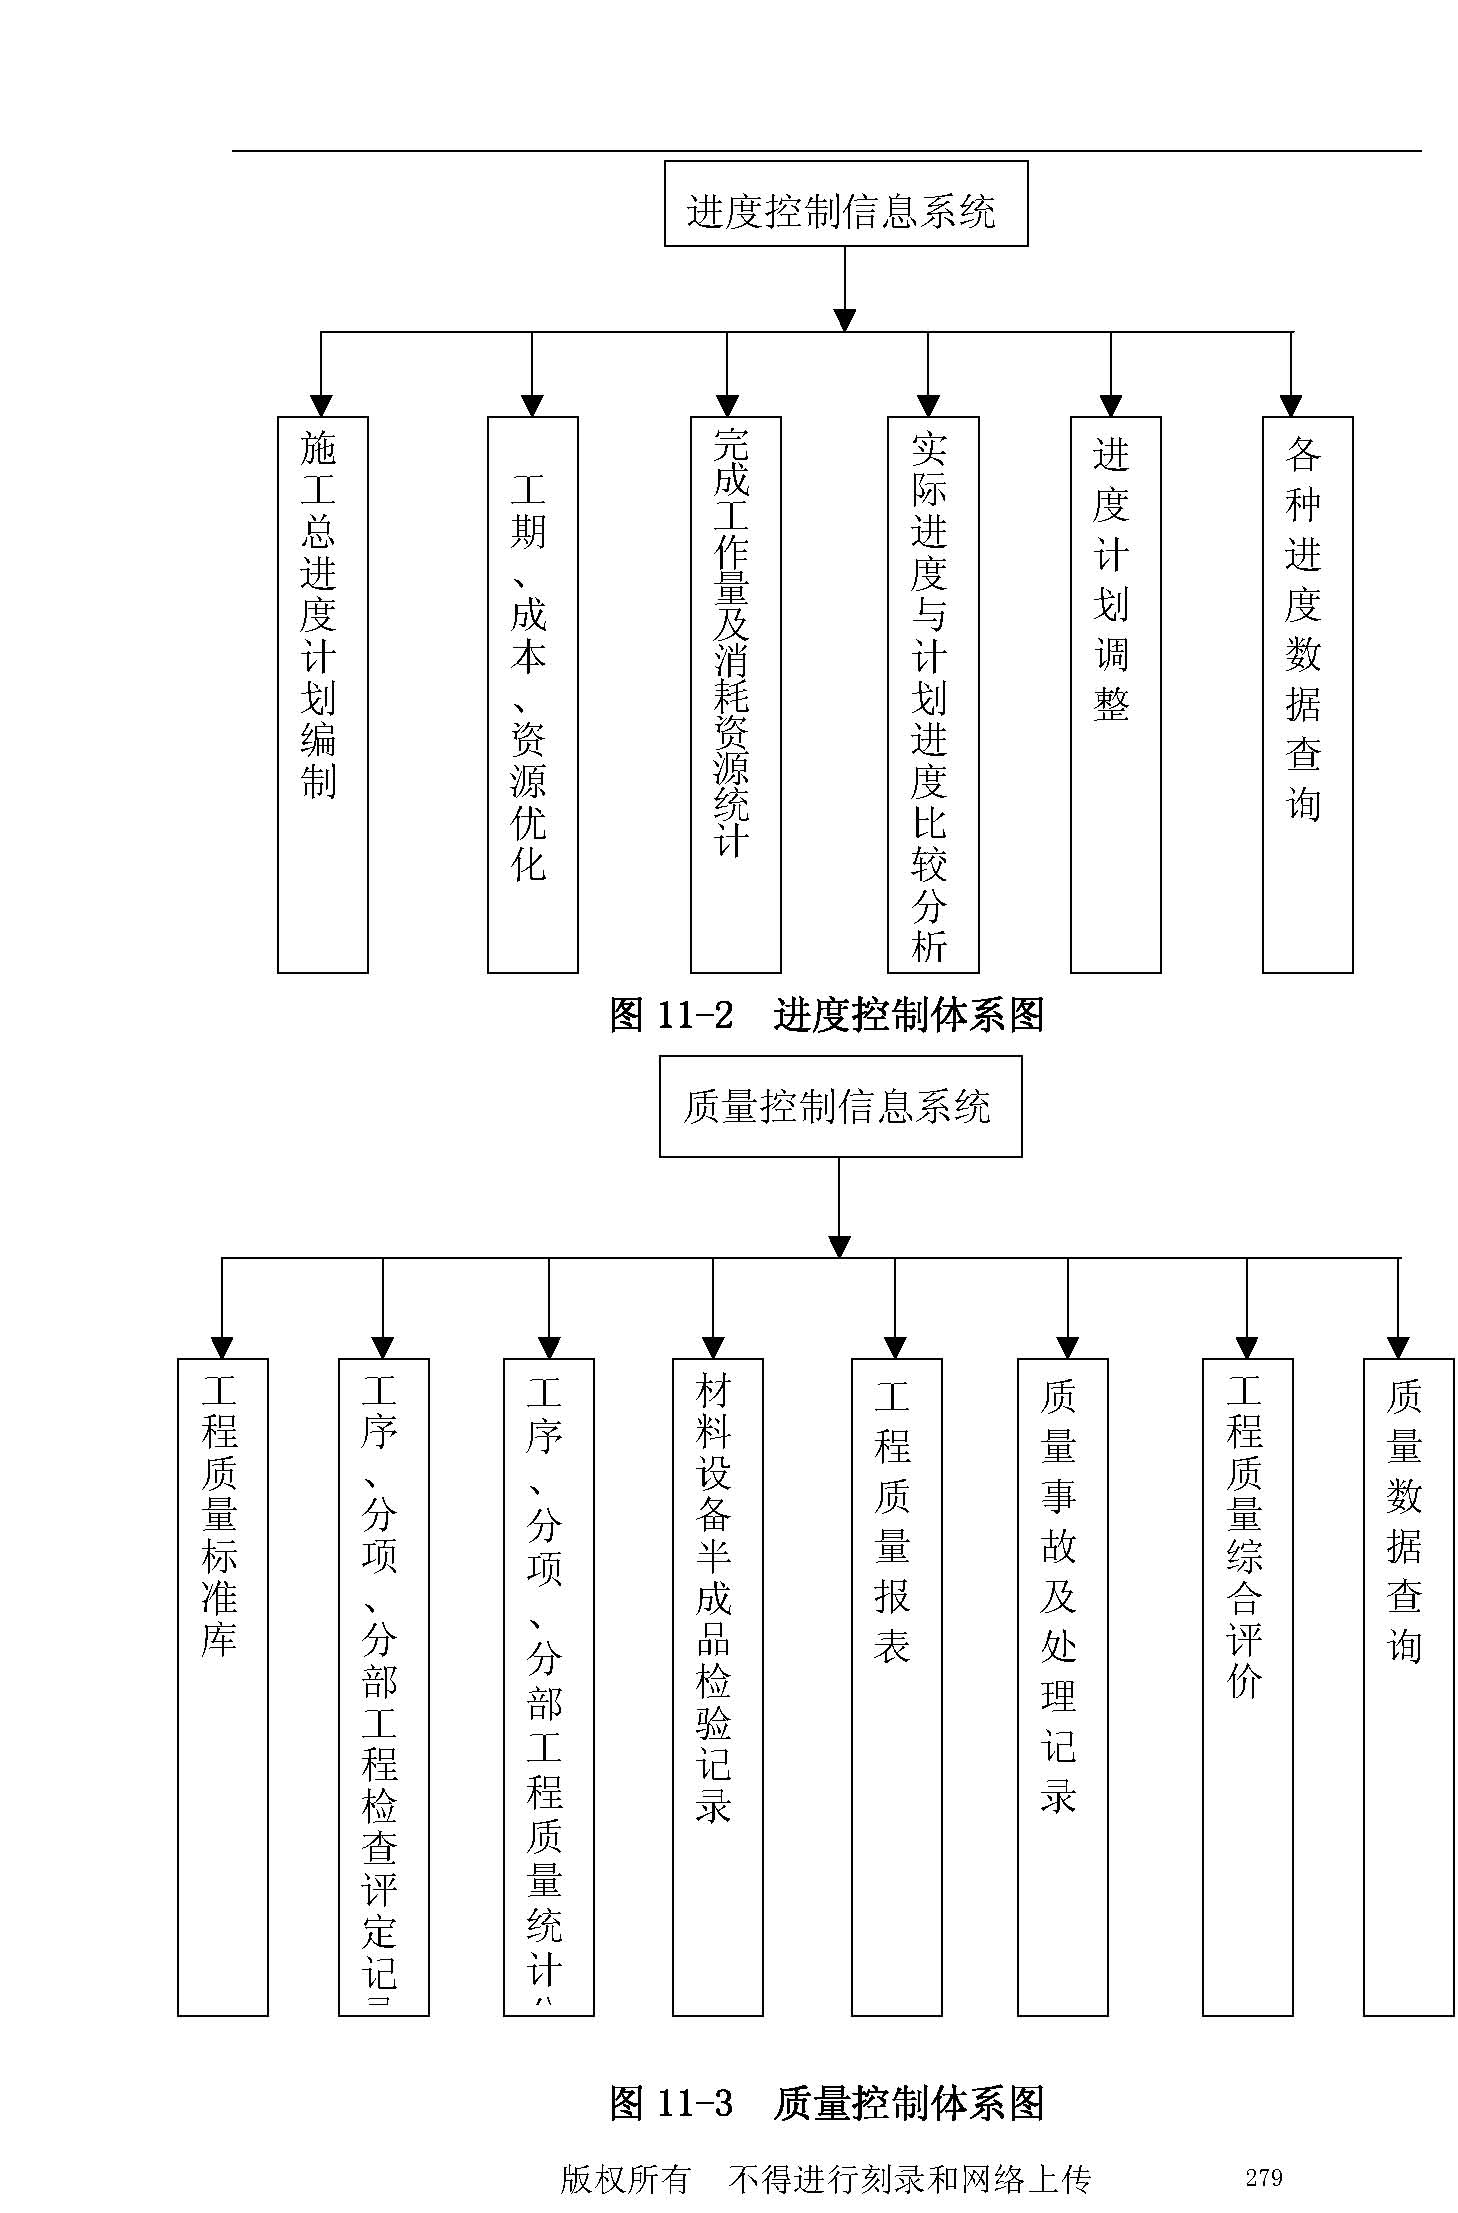 进度控制信息系统
施工总进度计划编制
工期、成本、资源优化
完成工作量及消耗资源统计
实际进度与计划进度比较分析
进度计划调整
各种进度数据查询
图 11-2 进度控制体系图
质量控制信息系统
工程质量标准库
工序、分项、分部工程检查评定记
工序、分项、分部工程质量统计
材料设备半成品检验记录
工程质量报表
质量事故及处理记录
工程质量综合评价
质量数据查询
图 11-3 质量控制体系图
版权所有 不得进行刻录和网络上传 279